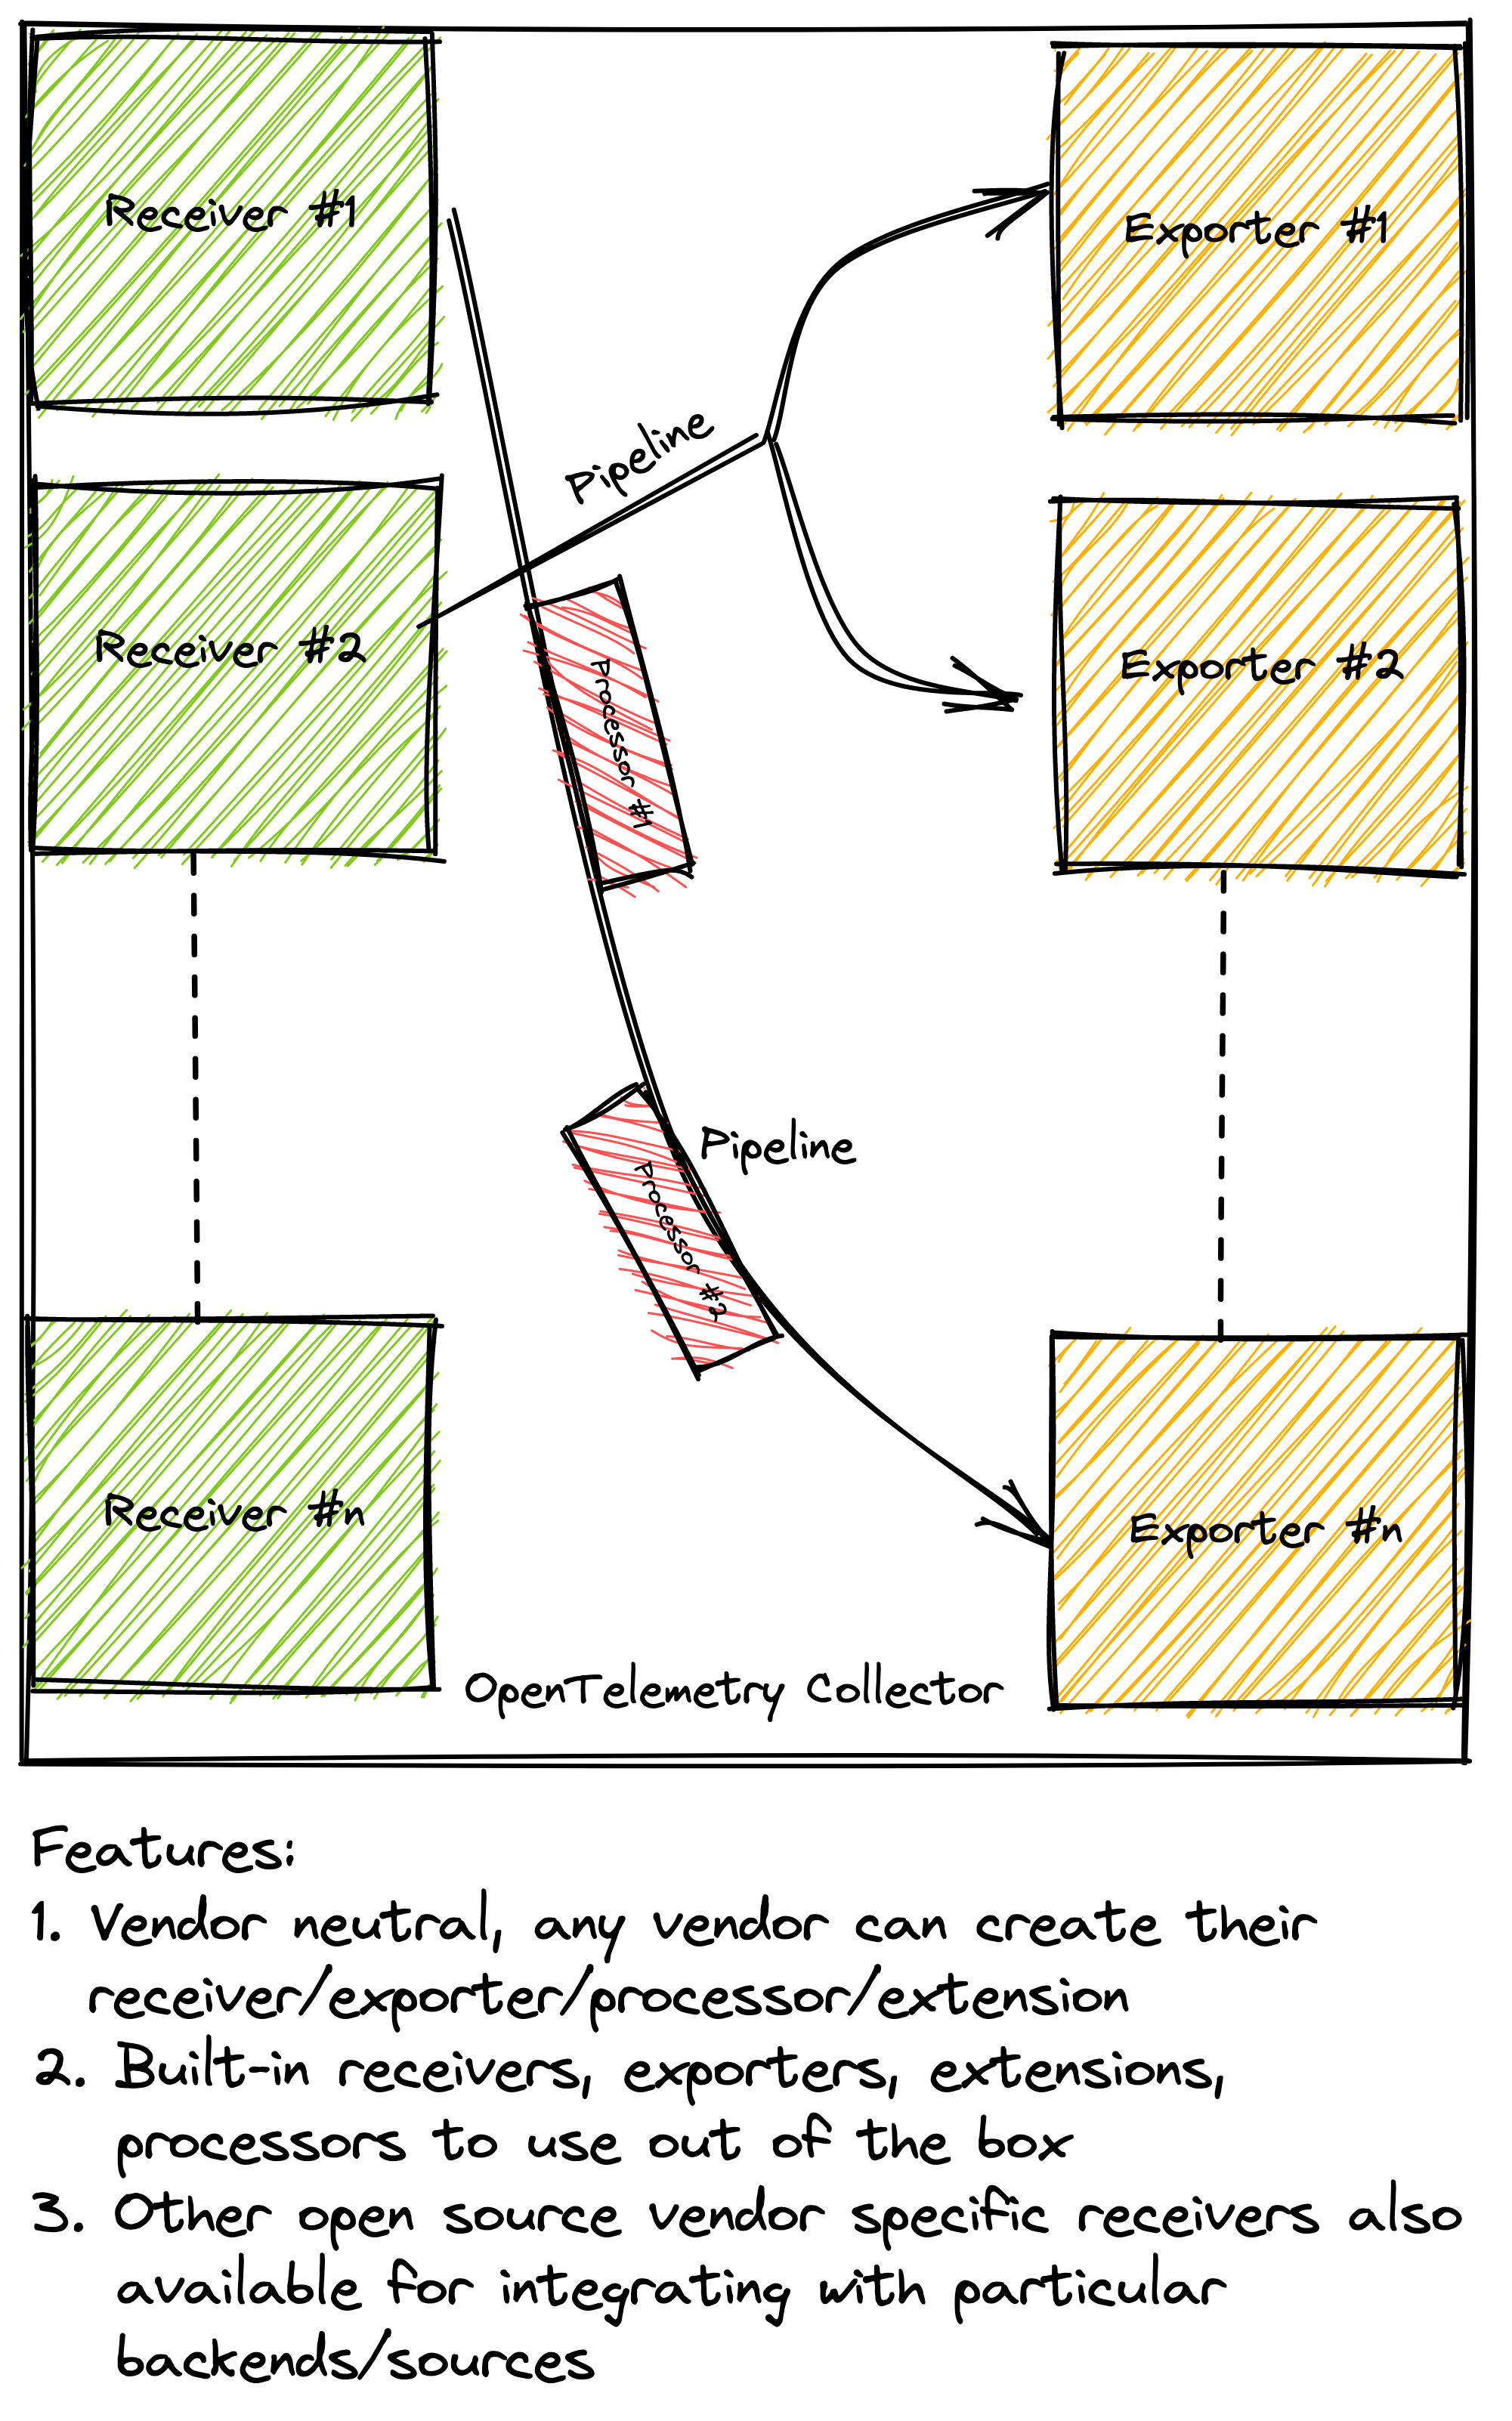 Receiver #1
Exporter #1
Pipeline
Receiver #2
Exporter #2
Processor #1
Pipeline
Processor #2
Receiver #n
Exporter #n
OpenTelemetry Collector
Features:
1. Vendor neutral, any vendor can create their
receiver/exporter/processor/extension
2. Built-in receivers, exporters, extensions,
processors to use out of the box
3. Other open source vendor specific receivers also
available for integrating with particular
backends/sources